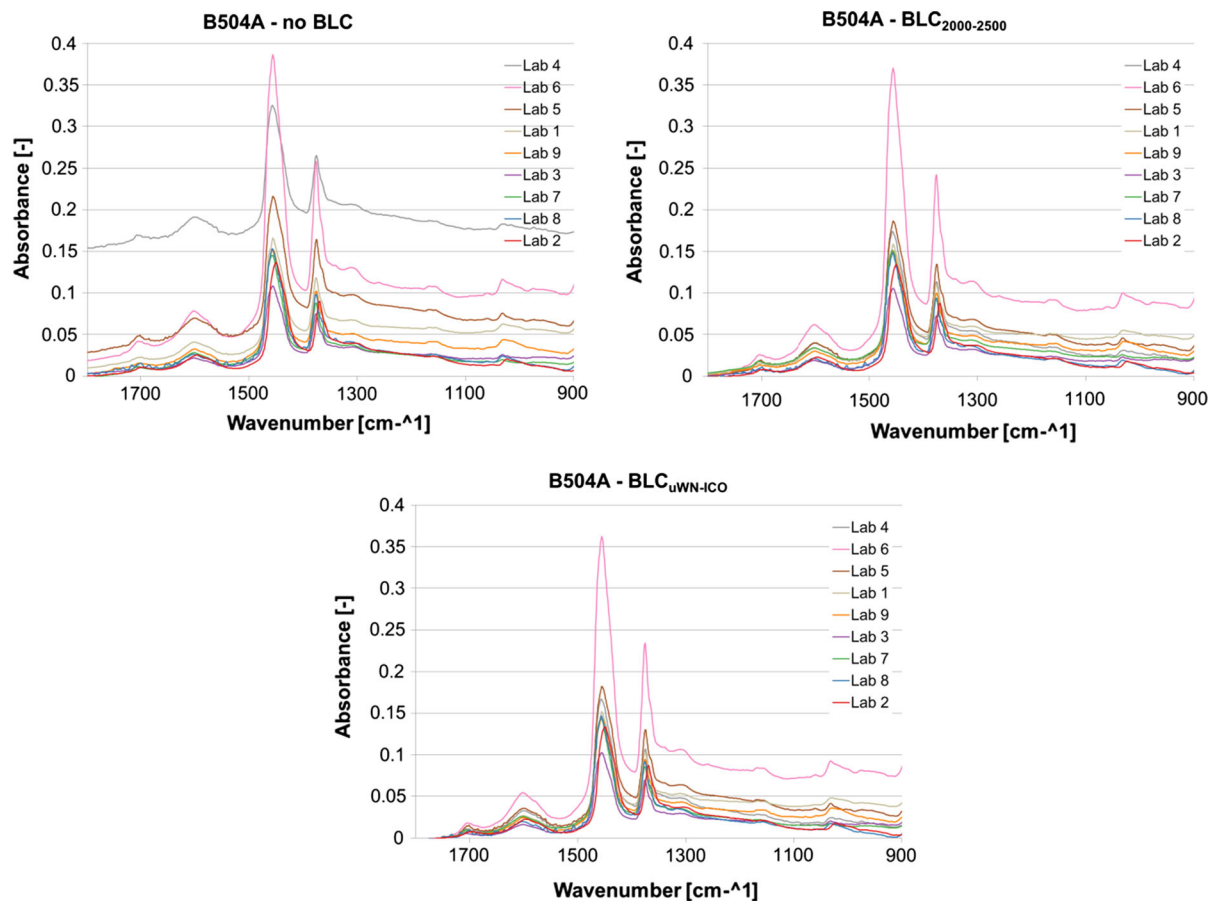 B504A - no BLC
0.4
0.35
0.3
0.25
0.2
0.15
0.1
0.05
0
Absorbance [-]
1700
1500
1300
1100
900
Wavenumber [cm-^1]
Lab 4
Lab 6
Lab 5
Lab 1
Lab 9
Lab 3
Lab 7
Lab 8
Lab 2
B504A - BLC2000-2500
0.4
0.35
0.3
0.25
0.2
0.15
0.1
0.05
0
Absorbance [-]
1700
1500
1300
1100
900
Wavenumber [cm-^1]
Lab 4
Lab 6
Lab 5
Lab 1
Lab 9
Lab 3
Lab 7
Lab 8
Lab 2
B504A - BLCuWN-ICO
0.4
0.35
0.3
0.25
0.2
0.15
0.1
0.05
0
Absorbance [-]
1700
1500
1300
1100
900
Wavenumber [cm-^1]
Lab 4
Lab 6
Lab 5
Lab 1
Lab 9
Lab 3
Lab 7
Lab 8
Lab 2